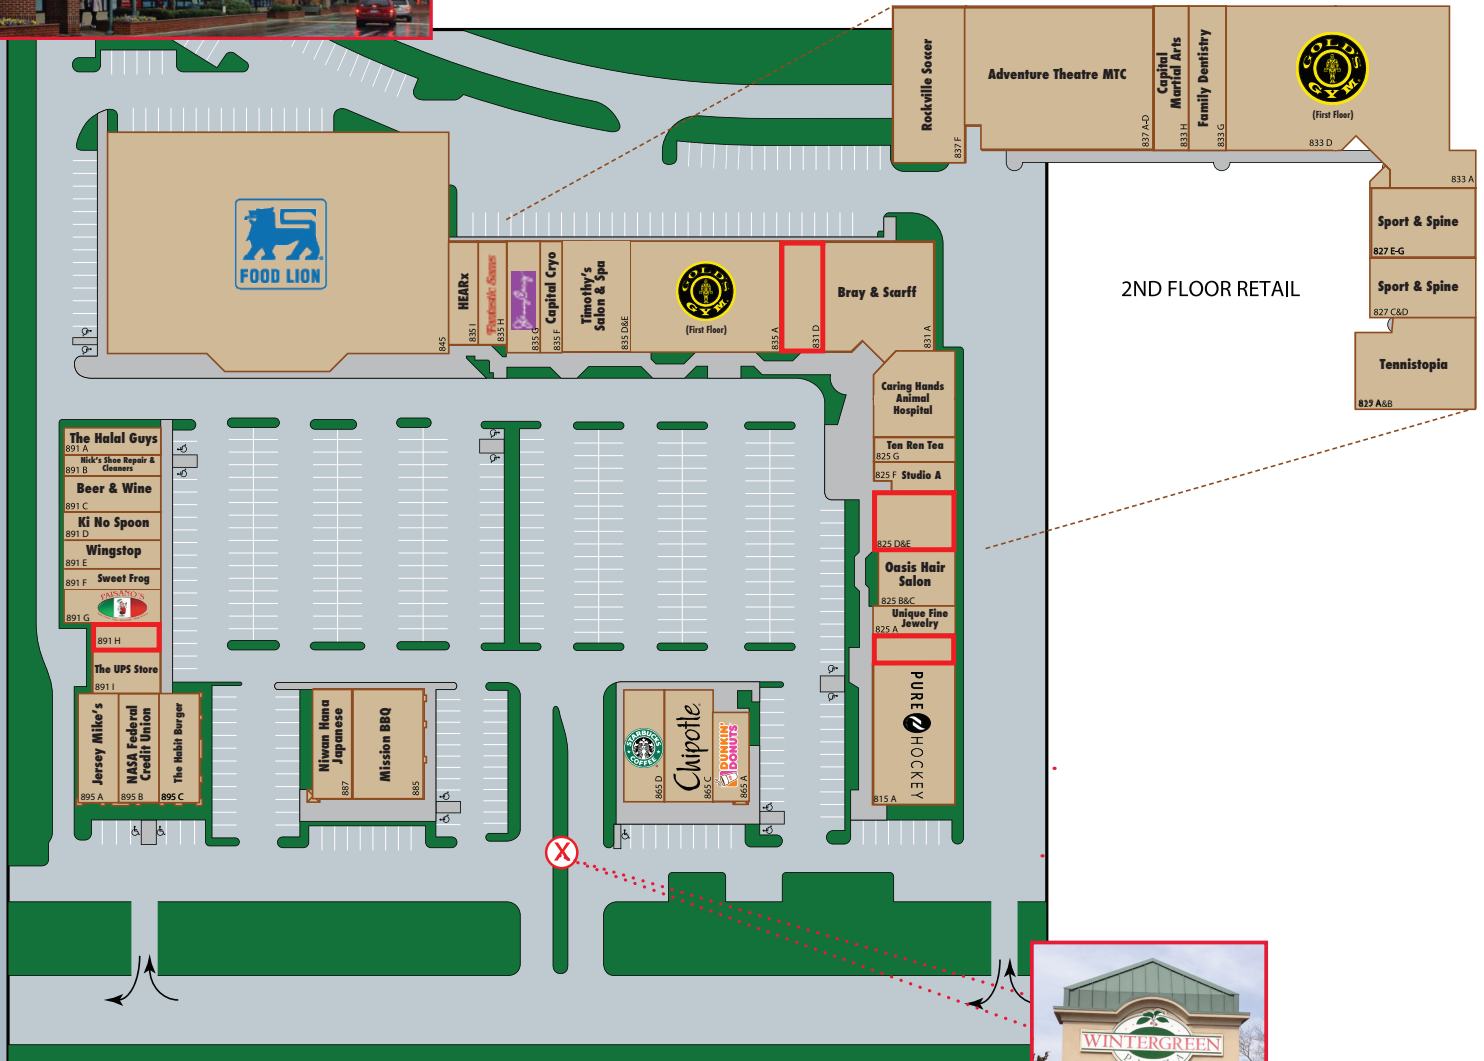 Rockville Soccer
837 F
Adventure Theatre MTC
837 A-D
Capital
Martial Arts
833 H
Family Dentistry
833 G
GOLD'S
GYM
(First Floor)
833 D
833 A
Sport & Spine
827 E-G
Sport & Spine
827 C&D
Tennistopia
829 A&B
2ND FLOOR RETAIL
FOOD LION
845
HEARx
835 I
Fantastic Sams
835 H
Jenny Craig
835 G
Capital Cryo
835 F
Timothy's
Salon & Spa
835 D&E
GOLD'S
GYM
(First Floor)
835 A
831 D
Bray & Scarff
831 A
Caring Hands
Animal
Hospital
Ten Ren Tea
825 G
825 F Studio A
825 D&E
Oasis Hair
Salon
825 B&C
Unique Fine
Jewelry
825 A
PURE HOCKEY
815 A
The Halal Guys
891 A
Nick's Shoe Repair &
Cleaners
891 B
Beer & Wine
891 C
Ki No Spoon
891 D
Wingstop
891 E
891 F Sweet Frog
PAISANO'S
891 G
891 H
The UPS Store
891 I
Jersey Mike's
895 A
NASA Federal
Credit Union
895 B
The Habit Burger
895 C
Niwan Hana
Japanese
887
Mission BBQ
885
STARBUCKS
COFFEE
865 D
Chipotle
865 C
DUNKIN'
DONUTS
865 A
X
WINTERGREEN